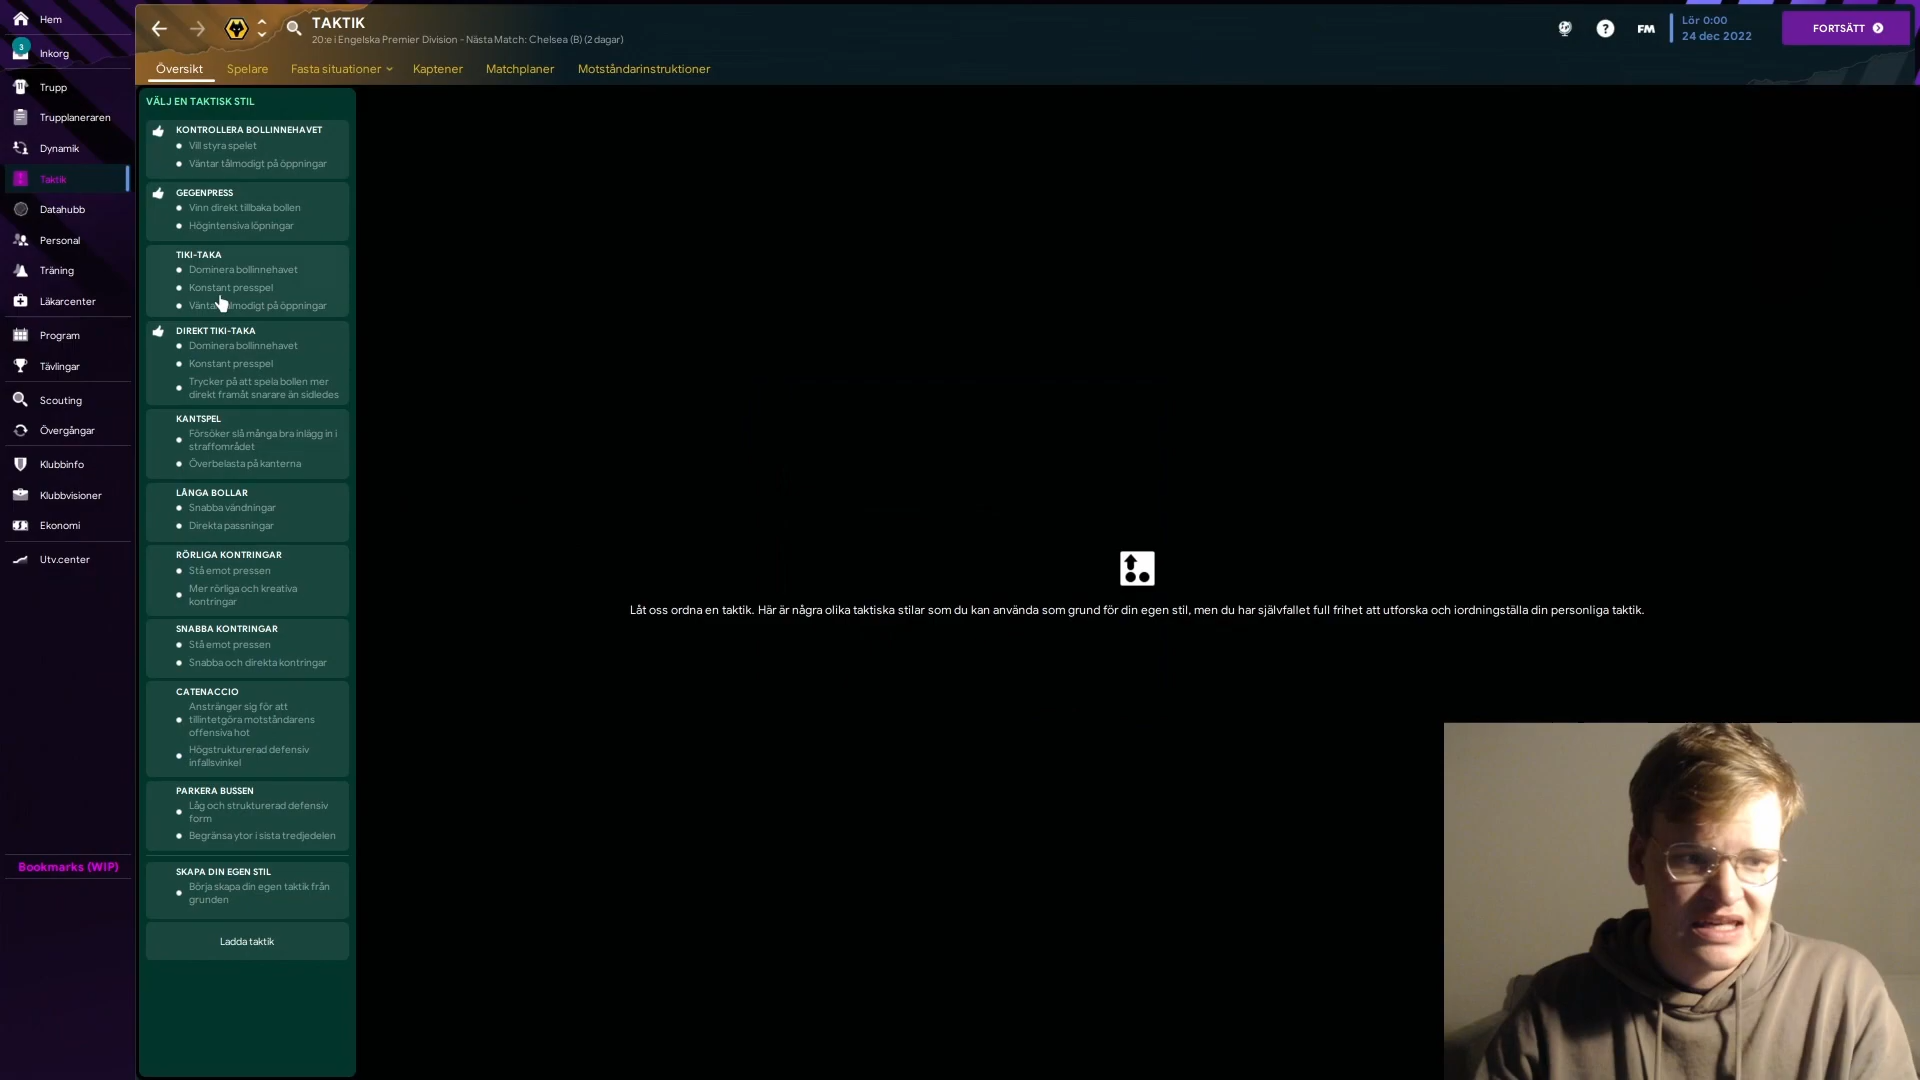 Hem
3
Inkorg
Trupp
Trupplaneraren
Dynamik
Taktik
Datahubb
Personal
Träning
Läkarcenter
Program
Tävlingar
Scouting
Övergångar
Klubbinfo
Klubbvisioner
Ekonomi
Utv.center
Bookmarks (WIP)
TAKTIK
20:e i Engelska Premier Division - Nästa Match: Chelsea (B) (2 dagar)
FM
Lör 0:00
24 dec 2022
FORTSÄTT
Översikt
Spelare
Fasta situationer
Kaptener
Matchplaner
Motståndarinstruktioner
VÄLJ EN TAKTISK STIL
KONTROLLERA BOLLINNEHAVET
Vill styra spelet
Väntar tålmodigt på öppningar
GEGENPRESS
Vinn direkt tillbaka bollen
Högintensiva löpningar
TIKI-TAKA
Dominera bollinnehavet
Konstant presspel
Väntar tålmodigt på öppningar
DIREKT TIKI-TAKA
Dominera bollinnehavet
Konstant presspel
Trycker på att spela bollen mer
direkt framåt snarare än sidledes
KANTSPEL
Försöker slå många bra inlägg in i
straffområdet
Överbelasta på kanterna
LÅNGA BOLLAR
Snabba vändningar
Direkta passningar
RÖRLIGA KONTRINGAR
Stå emot pressen
Mer rörliga och kreativa
kontringar
SNABBA KONTRINGAR
Stå emot pressen
Snabba och direkta kontringar
CATENACCIO
Anstränger sig för att
tillintetgöra motståndarens
offensiva hot
Högstrukturerad defensiv
infallsvinkel
PARKERA BUSSEN
Låg och strukturerad defensiv
form
Begränsa ytor i sista tredjedelen
SKAPA DIN EGEN STIL
Börja skapa din egen taktik från
grunden
Ladda taktik
Låt oss ordna en taktik. Här är några olika taktiska stilar som du kan använda som grund för din egen stil, men du har självfallet full frihet att utforska och iordningställa din personliga taktik.